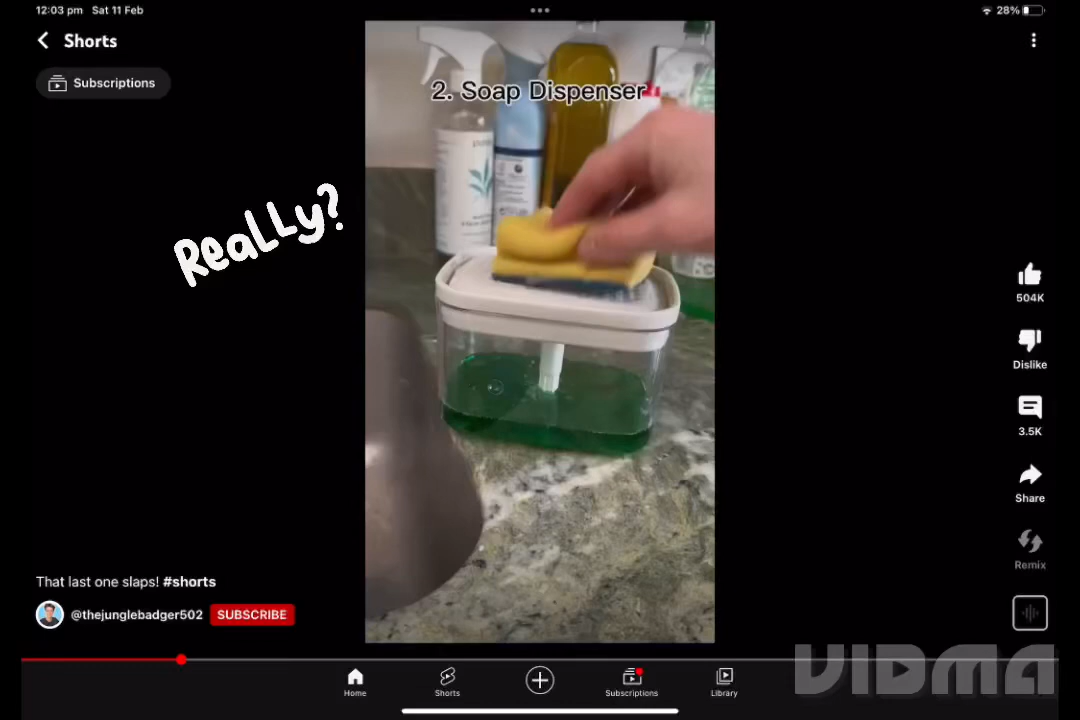 12:03 pm Sat 11 Feb
28%
Shorts
Subscriptions
2. Soap Dispenser
Really?
504K
Dislike
3.5K
Share
Remix
That last one slaps! #shorts
@thejunglebadger502 SUBSCRIBE
Home Shorts Subscriptions Library
VIDMA